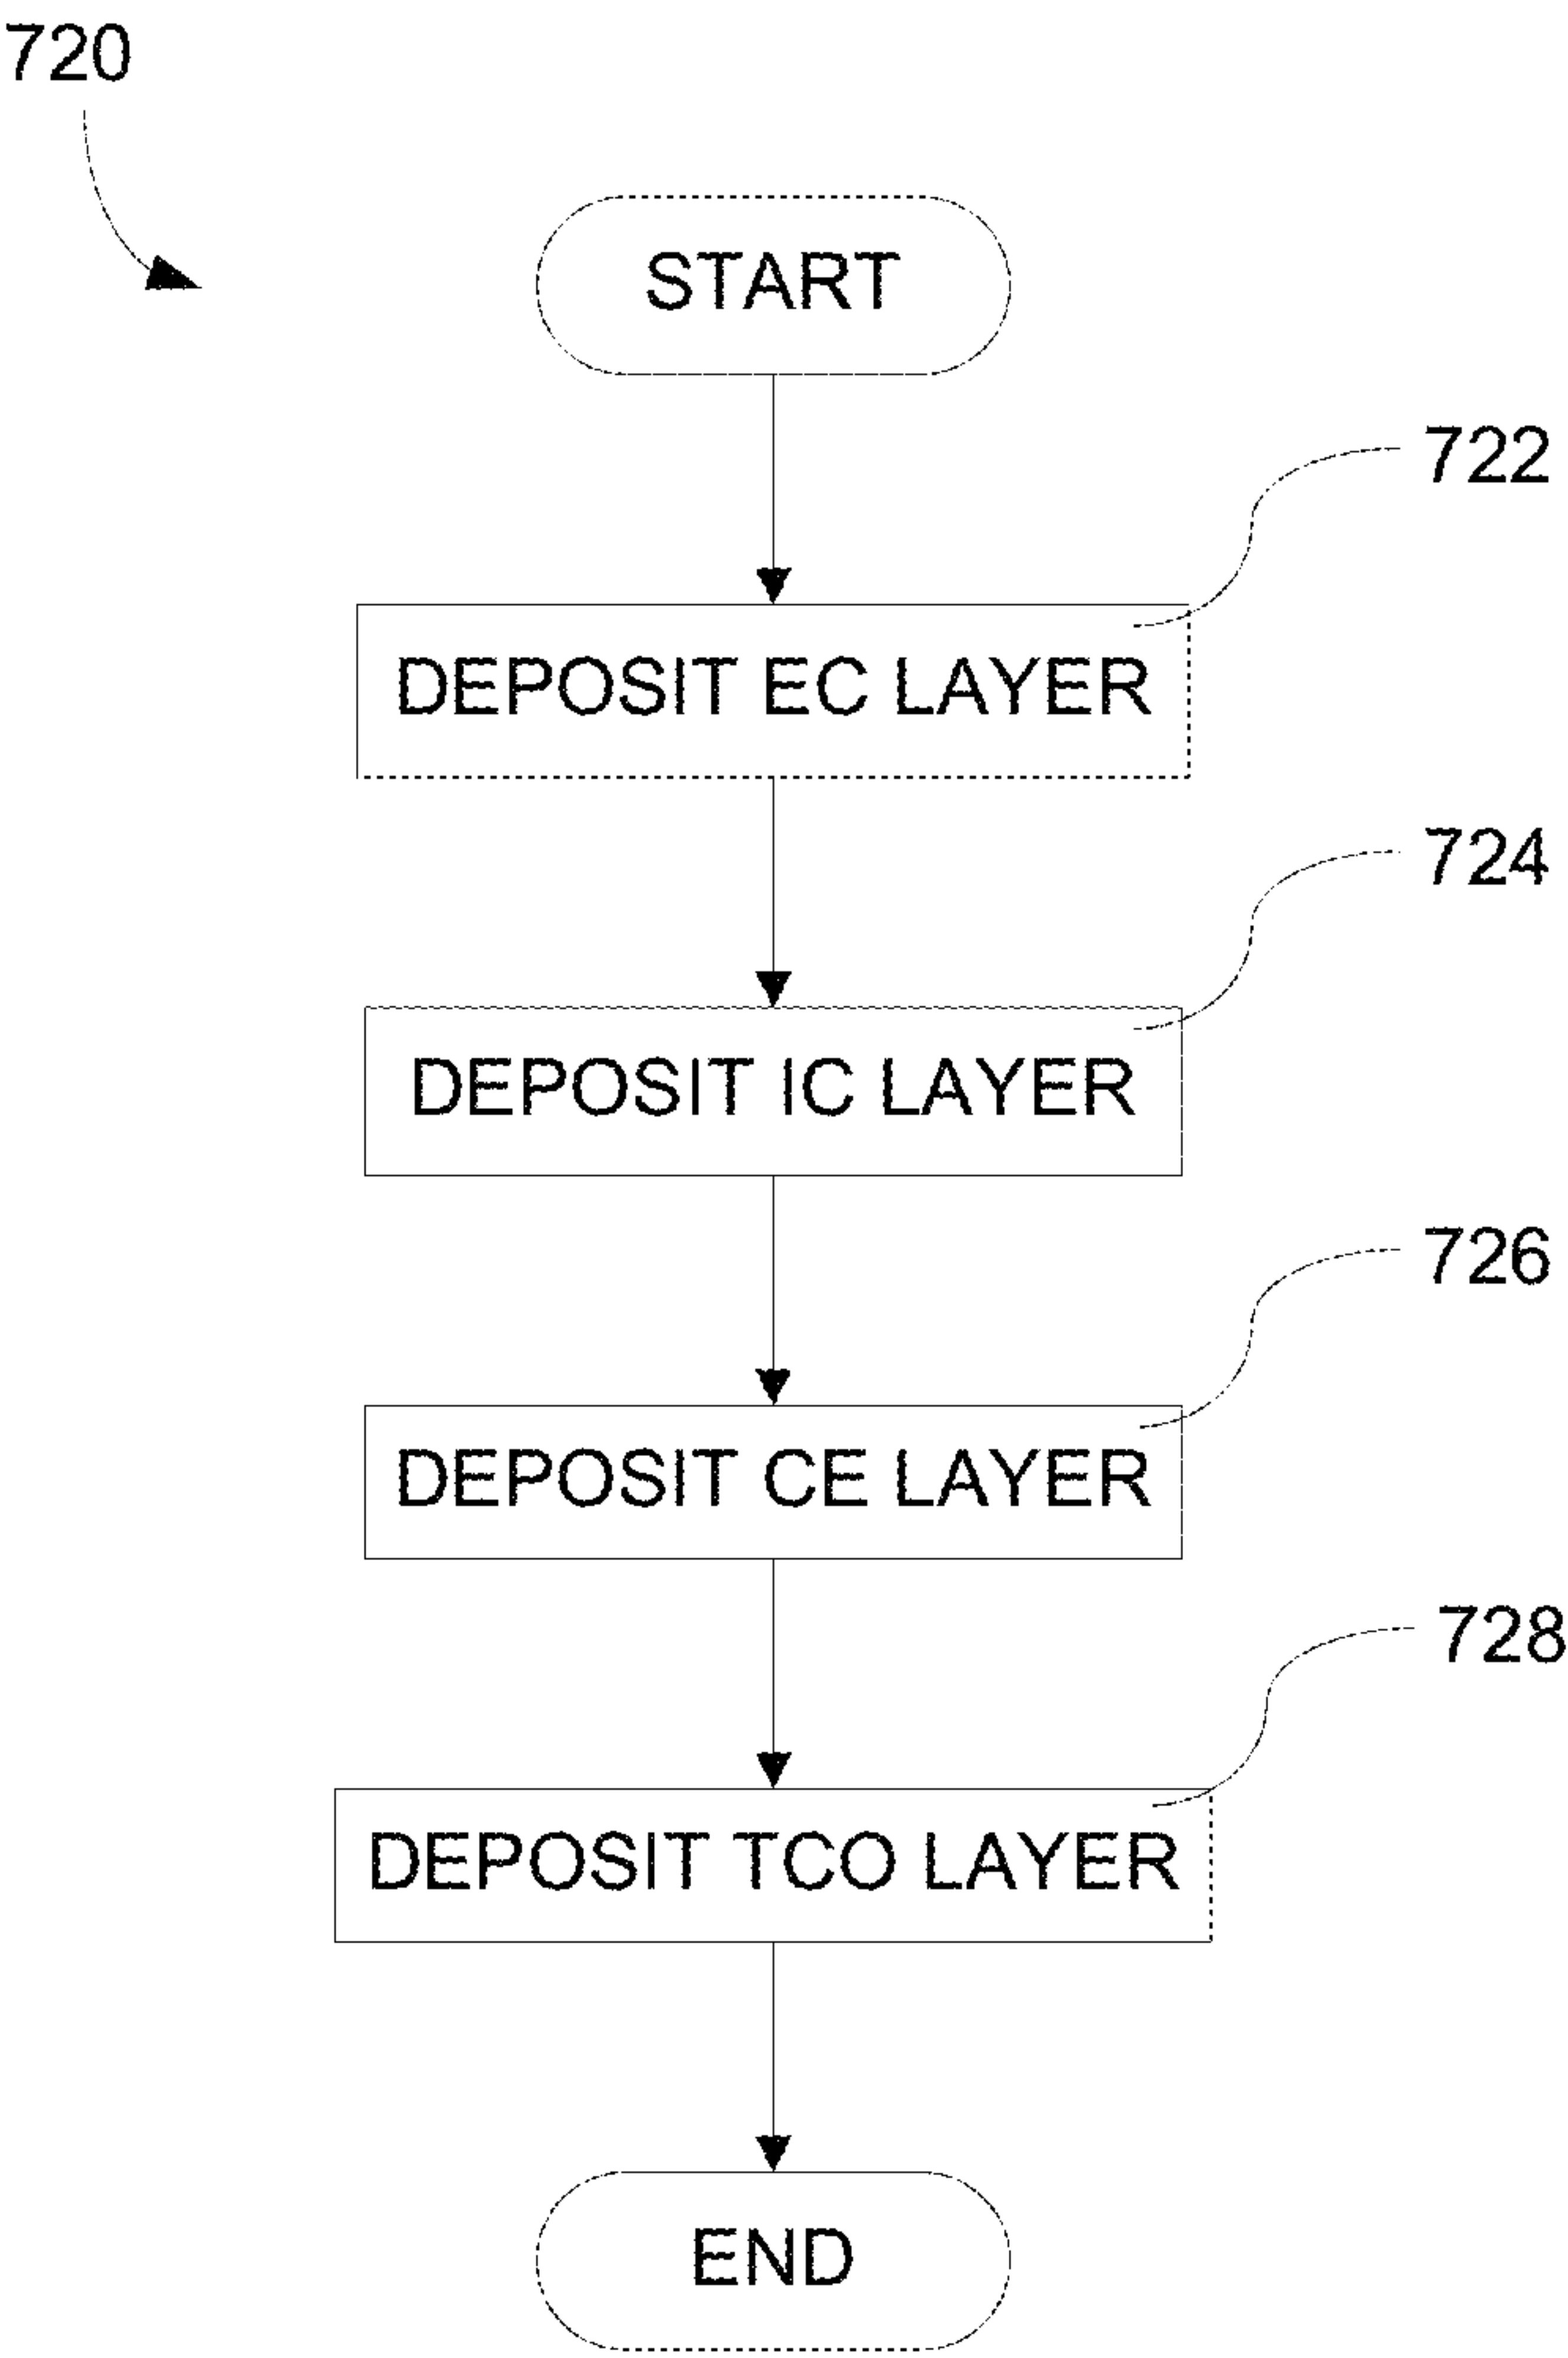 720
START
722
DEPOSIT EC LAYER
724
DEPOSIT IC LAYER
726
DEPOSIT CE LAYER
728
DEPOSIT TCO LAYER
END